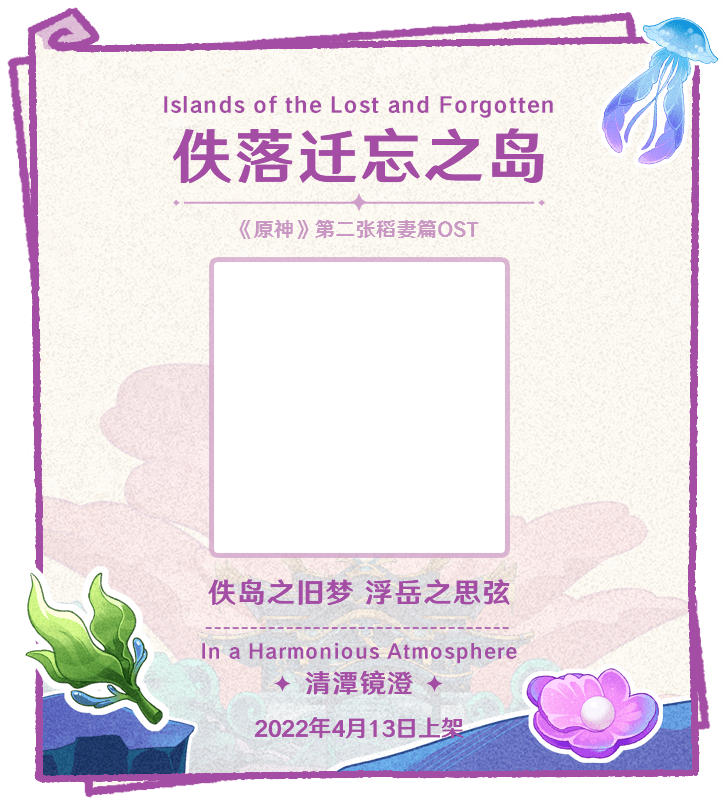 Islands of the Lost and Forgotten
佚落迁忘之岛
《原神》第二张稻妻篇OST
佚岛之旧梦 浮岳之思弦
In a Harmonious Atmosphere
清潭镜澄
2022年4月13日上架